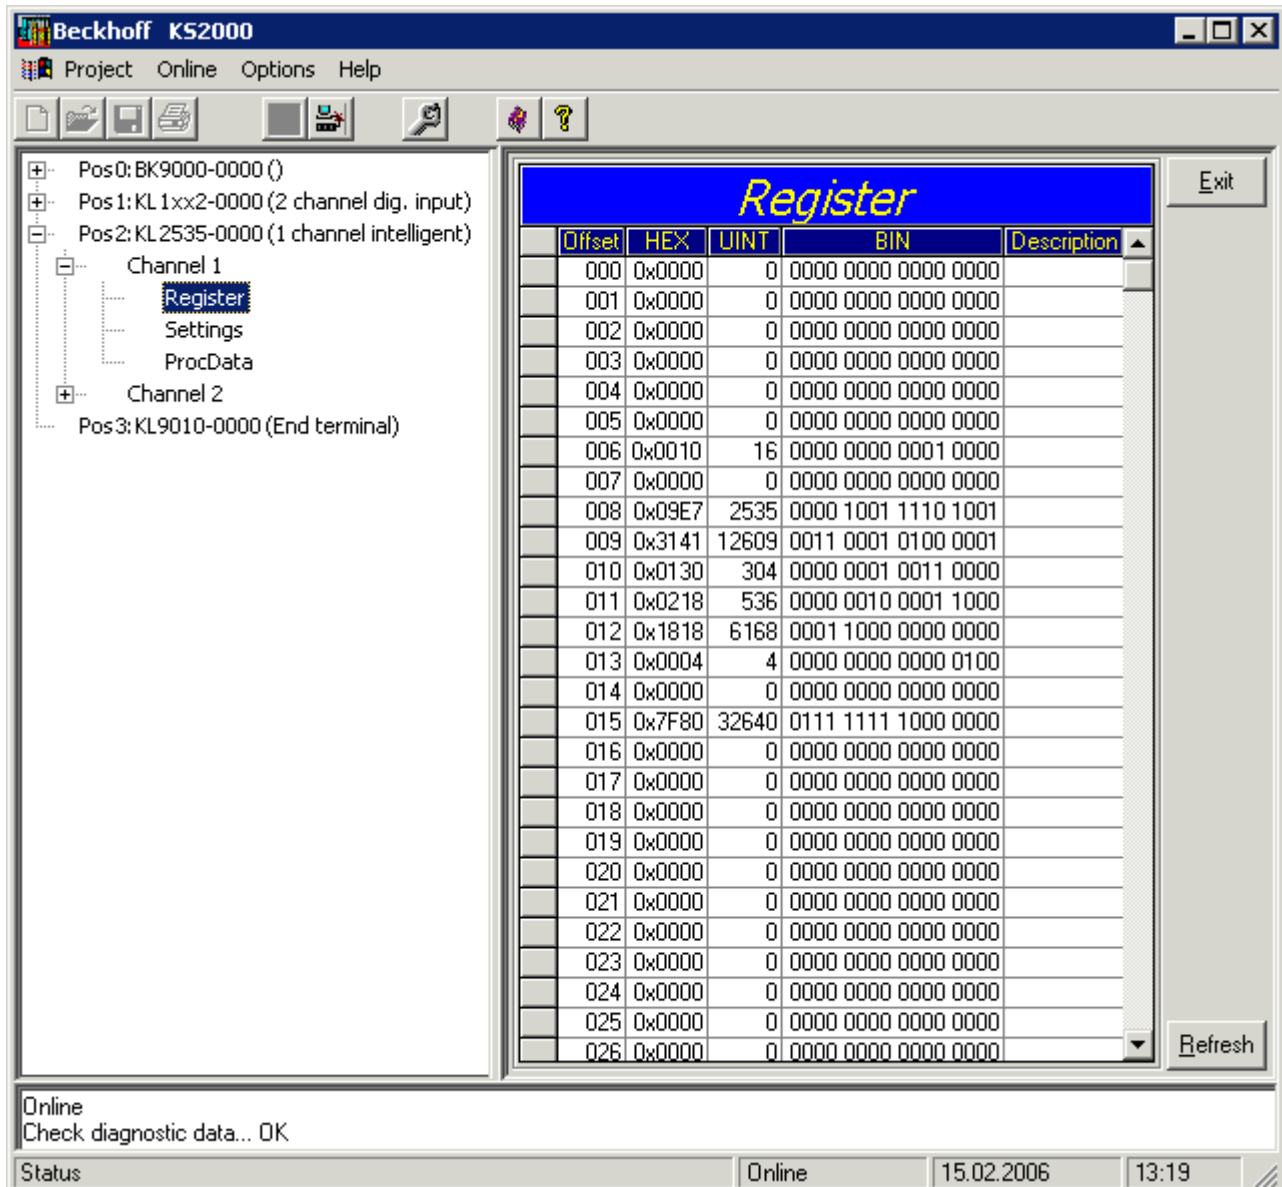 Beckhoff KS2000
Project Online Options Help
Pos0: BK9000-0000 ()
Pos1: KL1xx2-0000 (2 channel dig. input)
Pos2: KL2535-0000 (1 channel intelligent)
Channel 1
Register
Settings
ProcData
Channel 2
Pos3: KL9010-0000 (End terminal)
Register
Offset HEX UINT BIN Description
000 0x0000 0 0000 0000 0000 0000
001 0x0000 0 0000 0000 0000 0000
002 0x0000 0 0000 0000 0000 0000
003 0x0000 0 0000 0000 0000 0000
004 0x0000 0 0000 0000 0000 0000
005 0x0000 0 0000 0000 0000 0000
006 0x0010 16 0000 0000 0001 0000
007 0x0000 0 0000 0000 0000 0000
008 0x09E7 2535 0000 1001 1110 1001
009 0x3141 12609 0011 0001 0100 0001
010 0x0130 304 0000 0001 0011 0000
011 0x0218 536 0000 0010 0001 1000
012 0x1818 6168 0001 1000 0000 0000
013 0x0004 4 0000 0000 0000 0100
014 0x0000 0 0000 0000 0000 0000
015 0x7F80 32640 0111 1111 1000 0000
016 0x0000 0 0000 0000 0000 0000
017 0x0000 0 0000 0000 0000 0000
018 0x0000 0 0000 0000 0000 0000
019 0x0000 0 0000 0000 0000 0000
020 0x0000 0 0000 0000 0000 0000
021 0x0000 0 0000 0000 0000 0000
022 0x0000 0 0000 0000 0000 0000
023 0x0000 0 0000 0000 0000 0000
024 0x0000 0 0000 0000 0000 0000
025 0x0000 0 0000 0000 0000 0000
026 0x0000 0 0000 0000 0000 0000
Exit
Refresh
Online
Check diagnostic data... OK
Status Online 15.02.2006 13:19